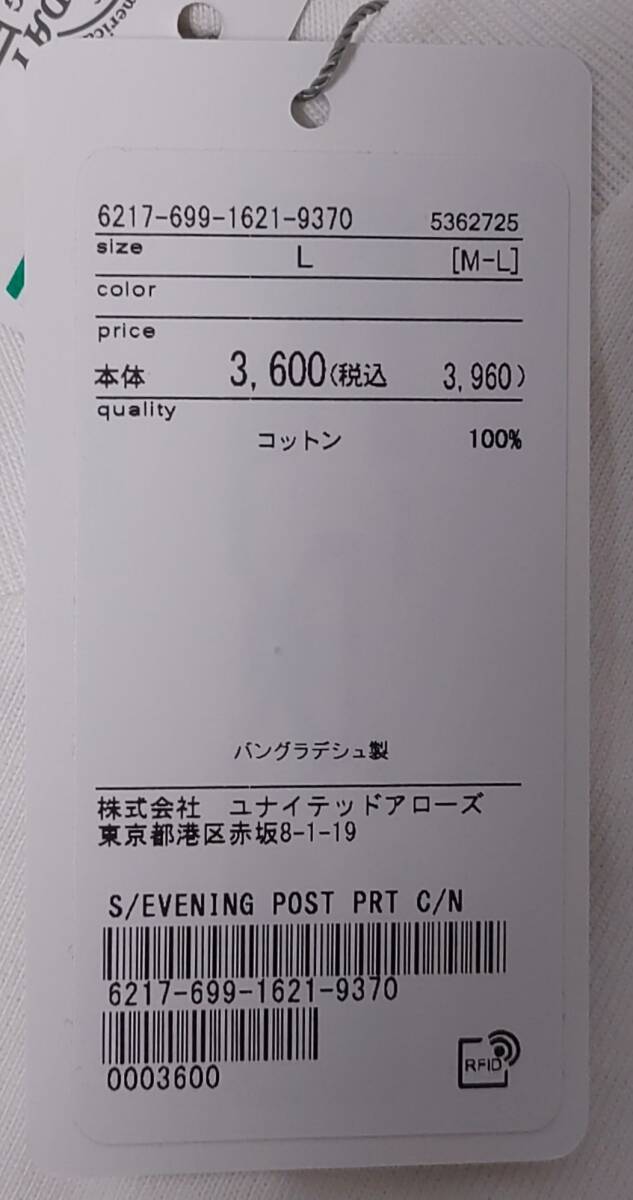 merica
DAI
6217-699-1621-9370 5362725
size L [M-L]
color
price
本体 3,600(税込 3,960)
quality
コットン 100%
バングラデシュ製
株式会社 ユナイテッドアローズ
東京都港区赤坂8-1-19
S/EVENING POST PRT C/N
6217-699-1621-9370
0003600
RFID